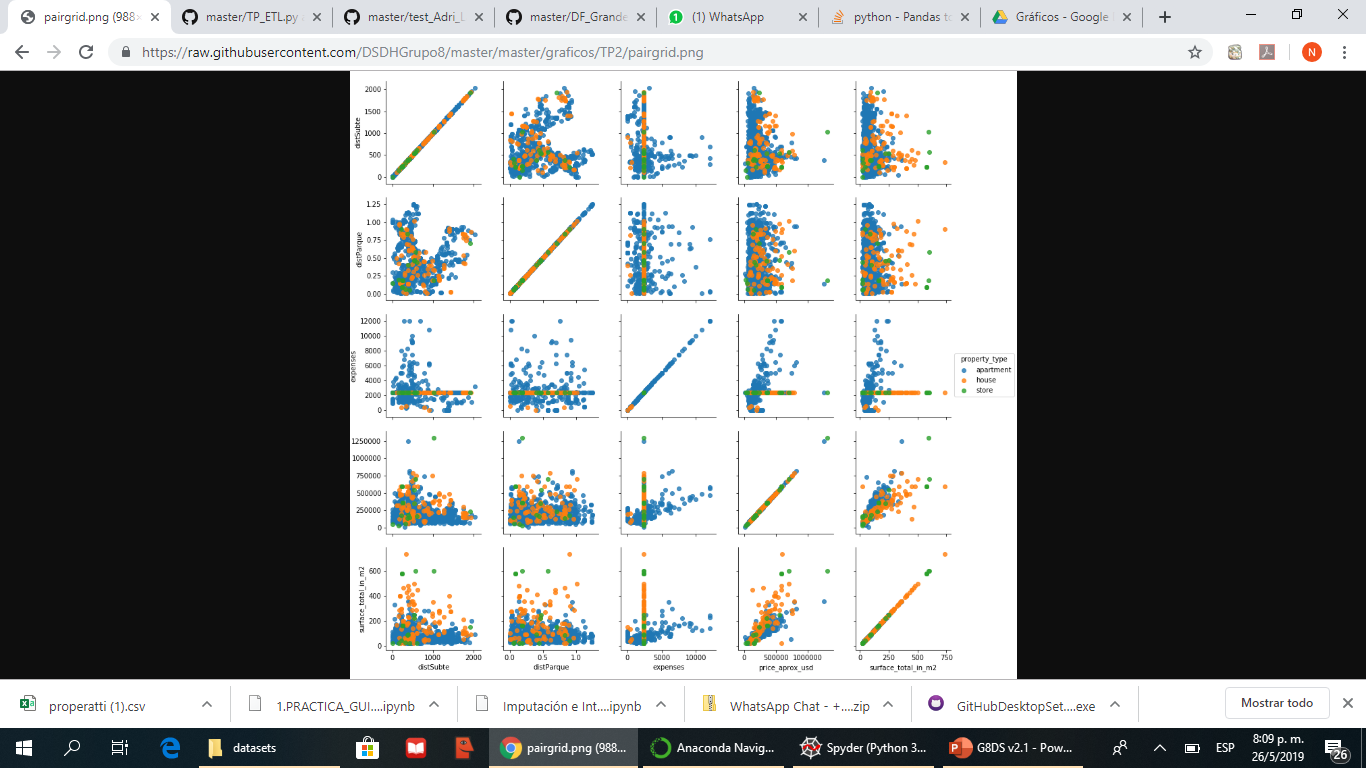 pairgrid.png (988×
master/TP_ETL.py
master/test_Adri_L
master/DF_Grande
(1) WhatsApp
python - Pandas to
Gráficos - Google
https://raw.githubusercontent.com/DSDHGrupo8/master/master/graficos/TP2/pairgrid.png
N
2000
1500
1000
500
0
distSubte
1.25
1.00
0.75
0.50
0.25
0.00
distParque
12000
10000
8000
6000
4000
2000
0
expenses
property_type
apartment
house
store
1250000
1000000
750000
500000
250000
0
600
400
200
0
surface_total_in_m2
0 1000 2000
distSubte
0.0 0.5 1.0
distParque
0 5000 10000
expenses
0 500000 1000000
price_aprox_usd
0 250 500 750
surface_total_in_m2
properatti (1).csv
1.PRACTICA_GUI....ipynb
Imputación e Int....ipynb
WhatsApp Chat - +....zip
GitHubDesktopSet....exe
Mostrar todo
datasets
pairgrid.png (988...
Anaconda Navig...
Spyder (Python 3...
G8DS v2.1 - Pow...
ESP
8:09 p. m.
26/5/2019
26